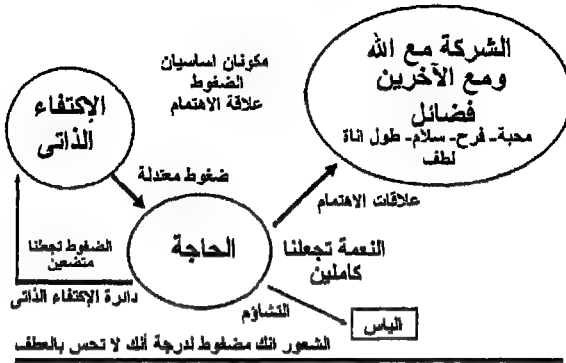 الشركة مع الله
ومع الآخرين
فضائل
محبة- فرح- سلام- طول اناة
لطف
مكونان اساسيان
الضغوط
علاقة الاهتمام
الإكتفاء
الذاتى
ضغوط معتدلة
علاقات الاهتمام
الحاجة
النعمة تجعلنا
كاملين
الضغوط تجعلنا
متضعين
دائرة الإكتفاء الذاتى
التشاؤم
الياس
الشعور انك مضغوط لدرجة أنك لا تحس بالعطف